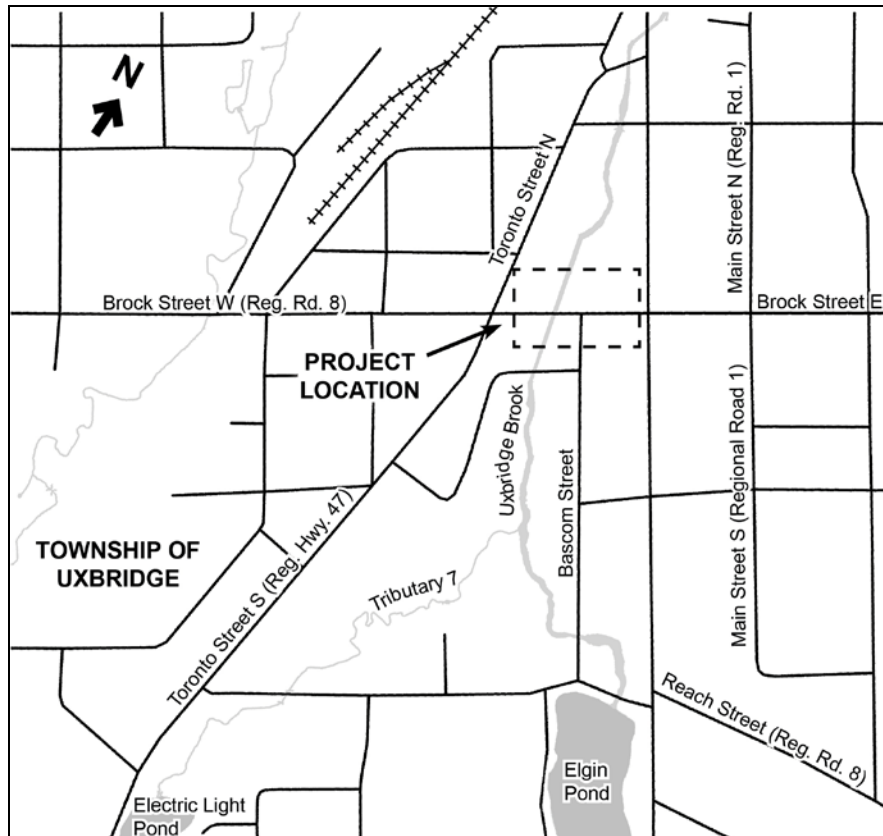 N
Toronto Street N
Main Street N (Reg. Rd. 1)
Brock Street W (Reg. Rd. 8)
Brock Street E
PROJECT
LOCATION
Uxbridge Brook
Bascom Street
Main Street S (Regional Road 1)
TOWNSHIP OF
UXBRIDGE
Toronto Street S (Reg. Hwy. 47)
Tributary 7
Reach Street (Reg. Rd. 8)
Elgin
Pond
Electric Light
Pond